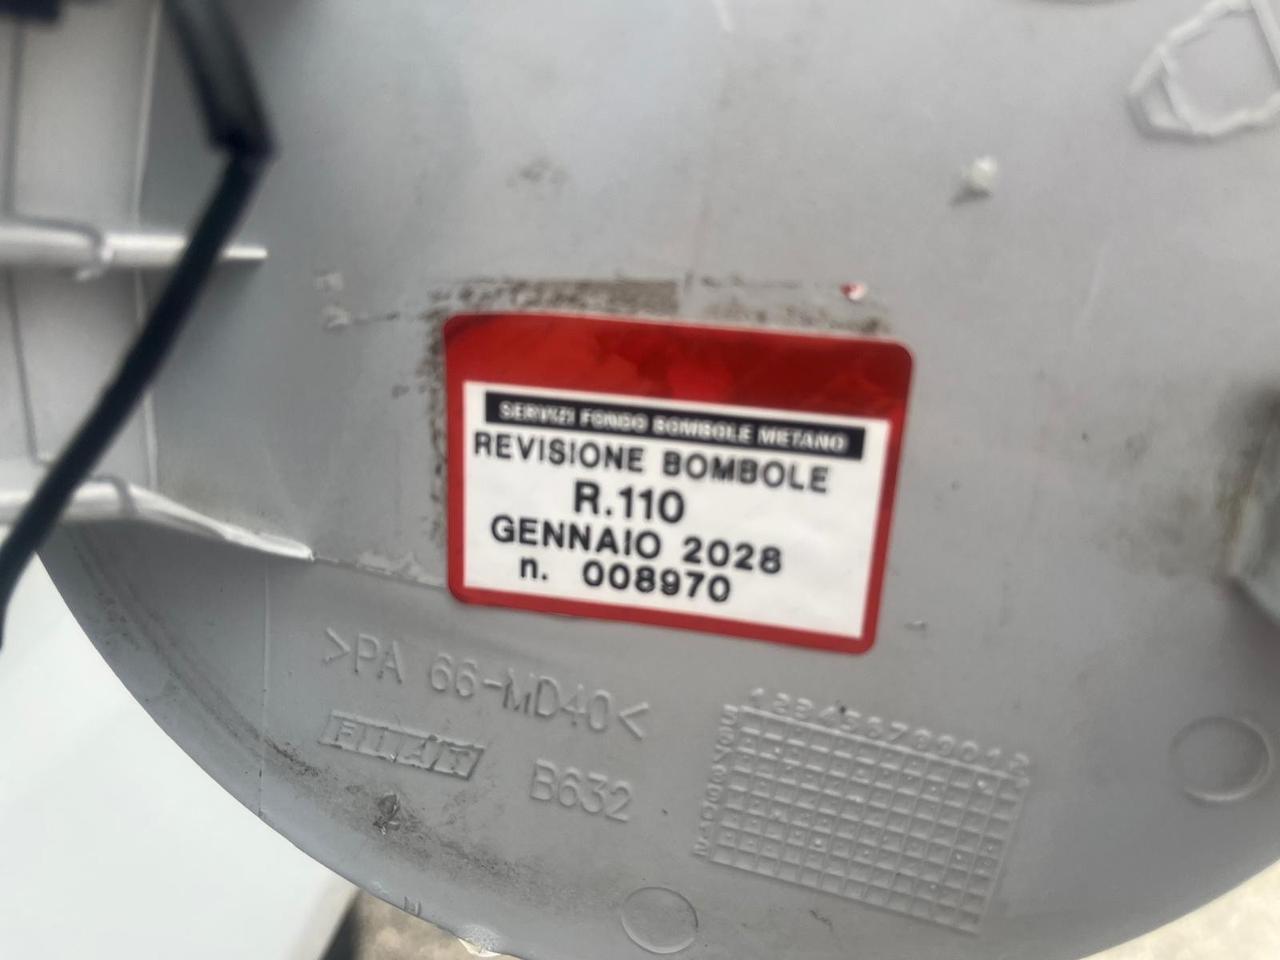 SERVIZI FONDO BOMBOLE METANO
REVISIONE BOMBOLE
R.110
GENNAIO 2028
n. 008970
>PA 66-MD40<
FIAT
B632